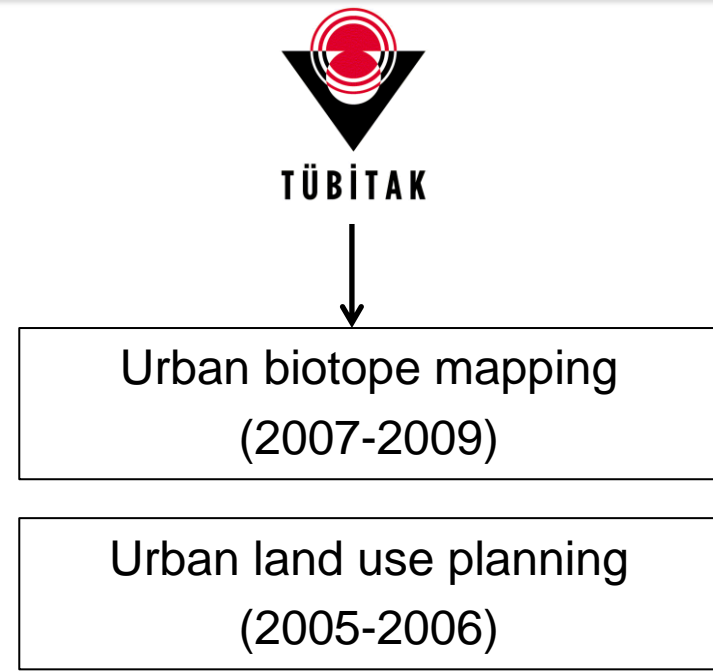 TÜBİTAK
Urban biotope mapping
(2007-2009)
Urban land use planning
(2005-2006)